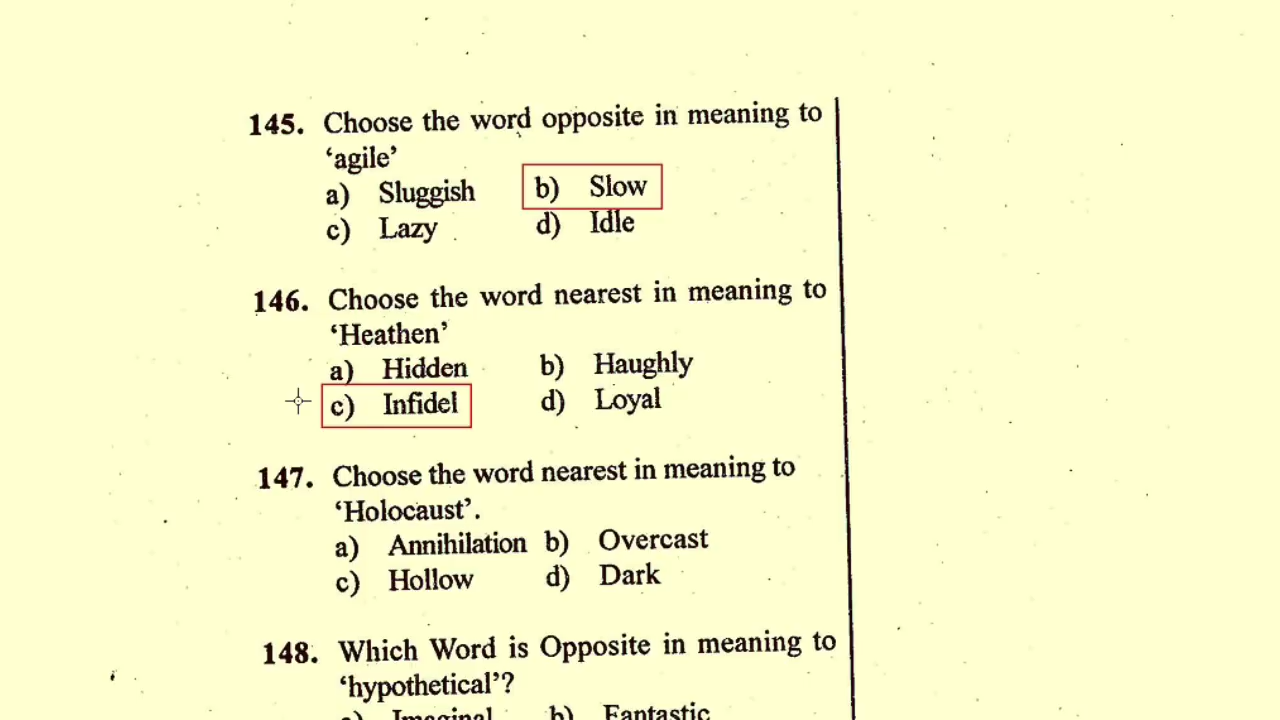 145. Choose the word opposite in meaning to
‘agile’
a) Sluggish b) Slow
c) Lazy d) Idle
146. Choose the word nearest in meaning to
‘Heathen’
a) Hidden b) Haughly
c) Infidel d) Loyal
147. Choose the word nearest in meaning to
‘Holocaust’.
a) Annihilation b) Overcast
c) Hollow d) Dark
148. Which Word is Opposite in meaning to
‘hypothetical’?
a) Imaginal b) Fantastic